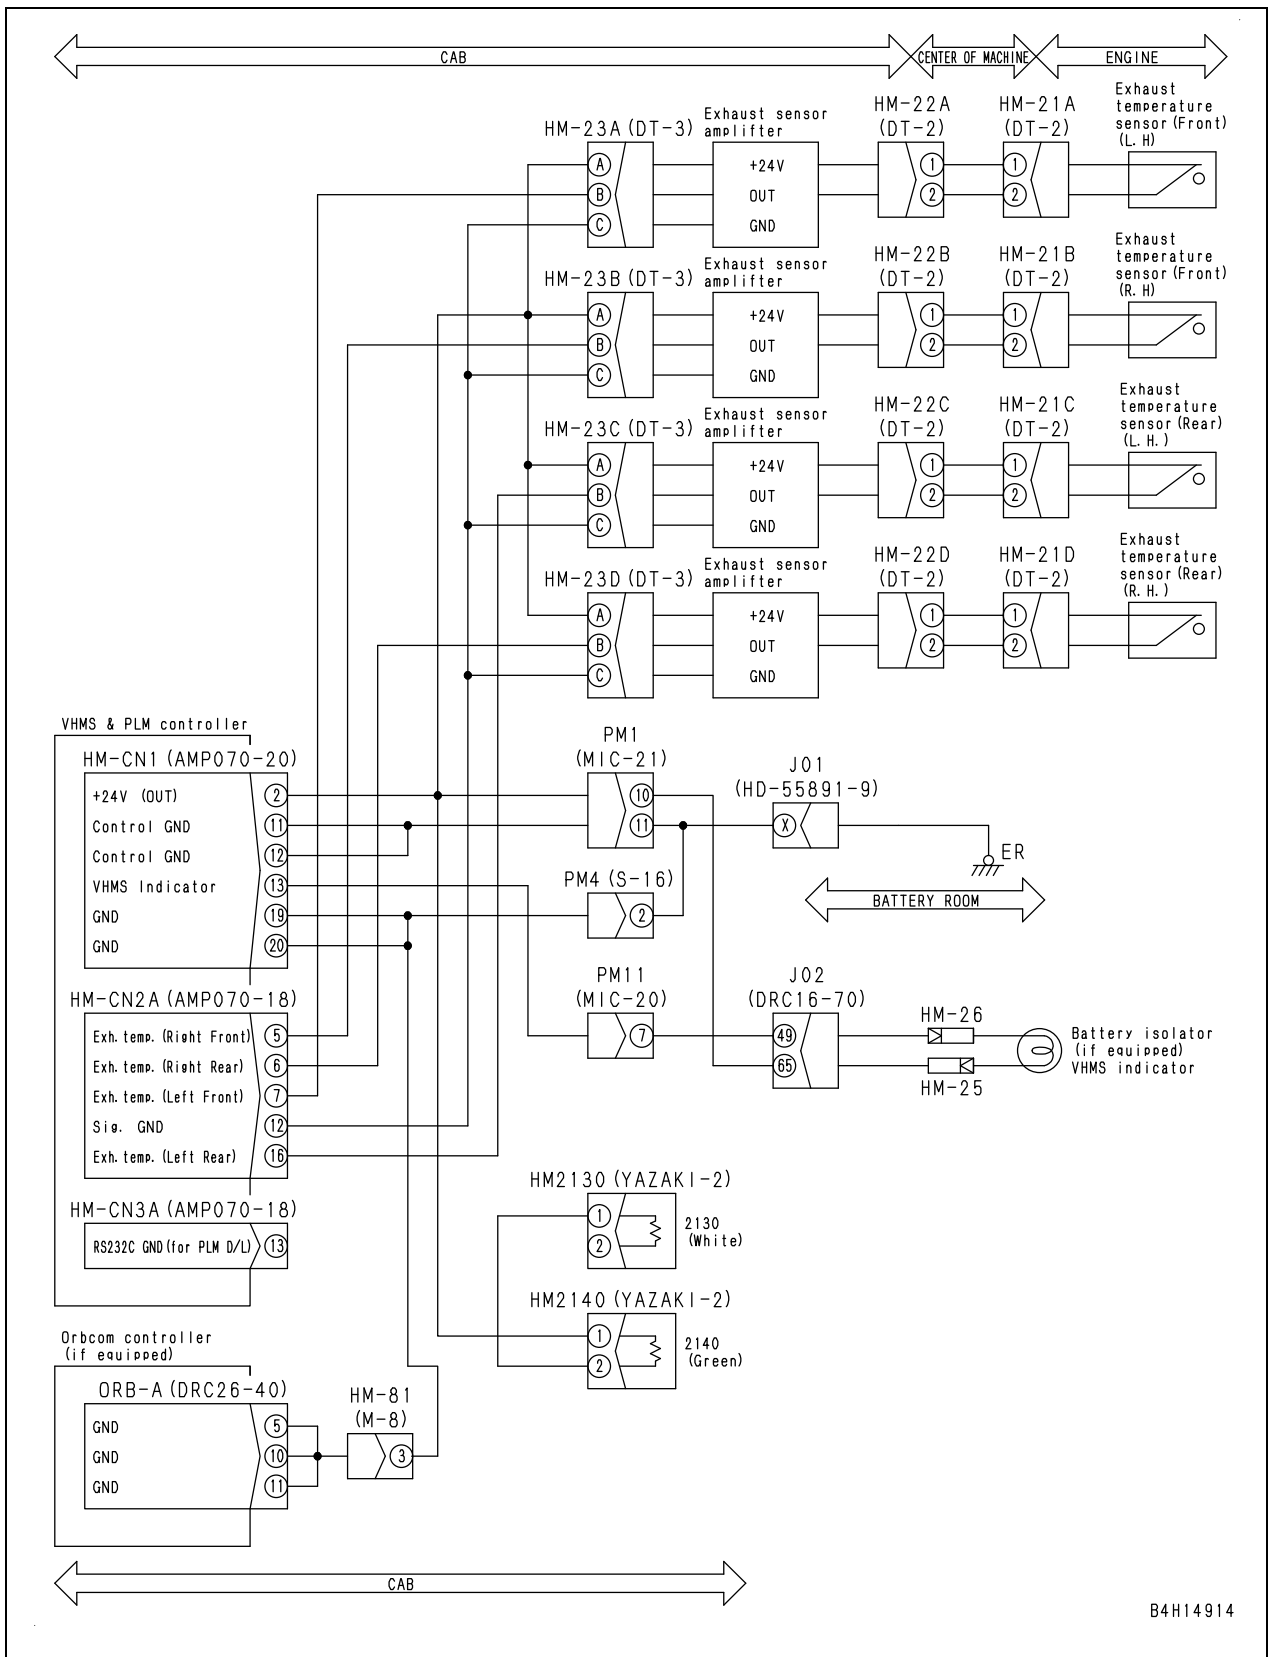 CAB
CENTER OF MACHINE
ENGINE
HM-23A (DT-3)
Exhaust sensor
amplifter
HM-22A
(DT-2)
HM-21A
(DT-2)
Exhaust
temperature
sensor (Front)
(L. H)
A
B
C
+24V
OUT
GND
1
2
1
2
HM-23B (DT-3)
Exhaust sensor
amplifter
HM-22B
(DT-2)
HM-21B
(DT-2)
Exhaust
temperature
sensor (Front)
(R. H)
A
B
C
+24V
OUT
GND
1
2
1
2
HM-23C (DT-3)
Exhaust sensor
amplifter
HM-22C
(DT-2)
HM-21C
(DT-2)
Exhaust
temperature
sensor (Rear)
(L. H. )
A
B
C
+24V
OUT
GND
1
2
1
2
HM-23D (DT-3)
Exhaust sensor
amplifter
HM-22D
(DT-2)
HM-21D
(DT-2)
Exhaust
temperature
sensor (Rear)
(R. H. )
A
B
C
+24V
OUT
GND
1
2
1
2
VHMS & PLM controller
HM-CN1 (AMP070-20)
+24V (OUT) 2
Control GND 11
Control GND 12
VHMS Indicator 13
GND 19
GND 20
PM1
(MIC-21)
10
11
J01
(HD-55891-9)
X
ER
PM4 (S-16)
2
BATTERY ROOM
HM-CN2A (AMP070-18)
Exh. temp. (Right Front) 5
Exh. temp. (Right Rear) 6
Exh. temp. (Left Front) 7
Sig. GND 12
Exh. temp. (Left Rear) 16
PM11
(MIC-20)
7
J02
(DRC16-70)
49
65
HM-26
HM-25
Battery isolator
(if equipped)
VHMS indicator
HM-CN3A (AMP070-18)
RS232C GND (for PLM D/L) 13
HM2130 (YAZAKI-2)
1
2
2130
(White)
HM2140 (YAZAKI-2)
1
2
2140
(Green)
Orbcom controller
(if equipped)
ORB-A (DRC26-40)
GND 5
GND 10
GND 11
HM-81
(M-8)
3
CAB
B4H14914